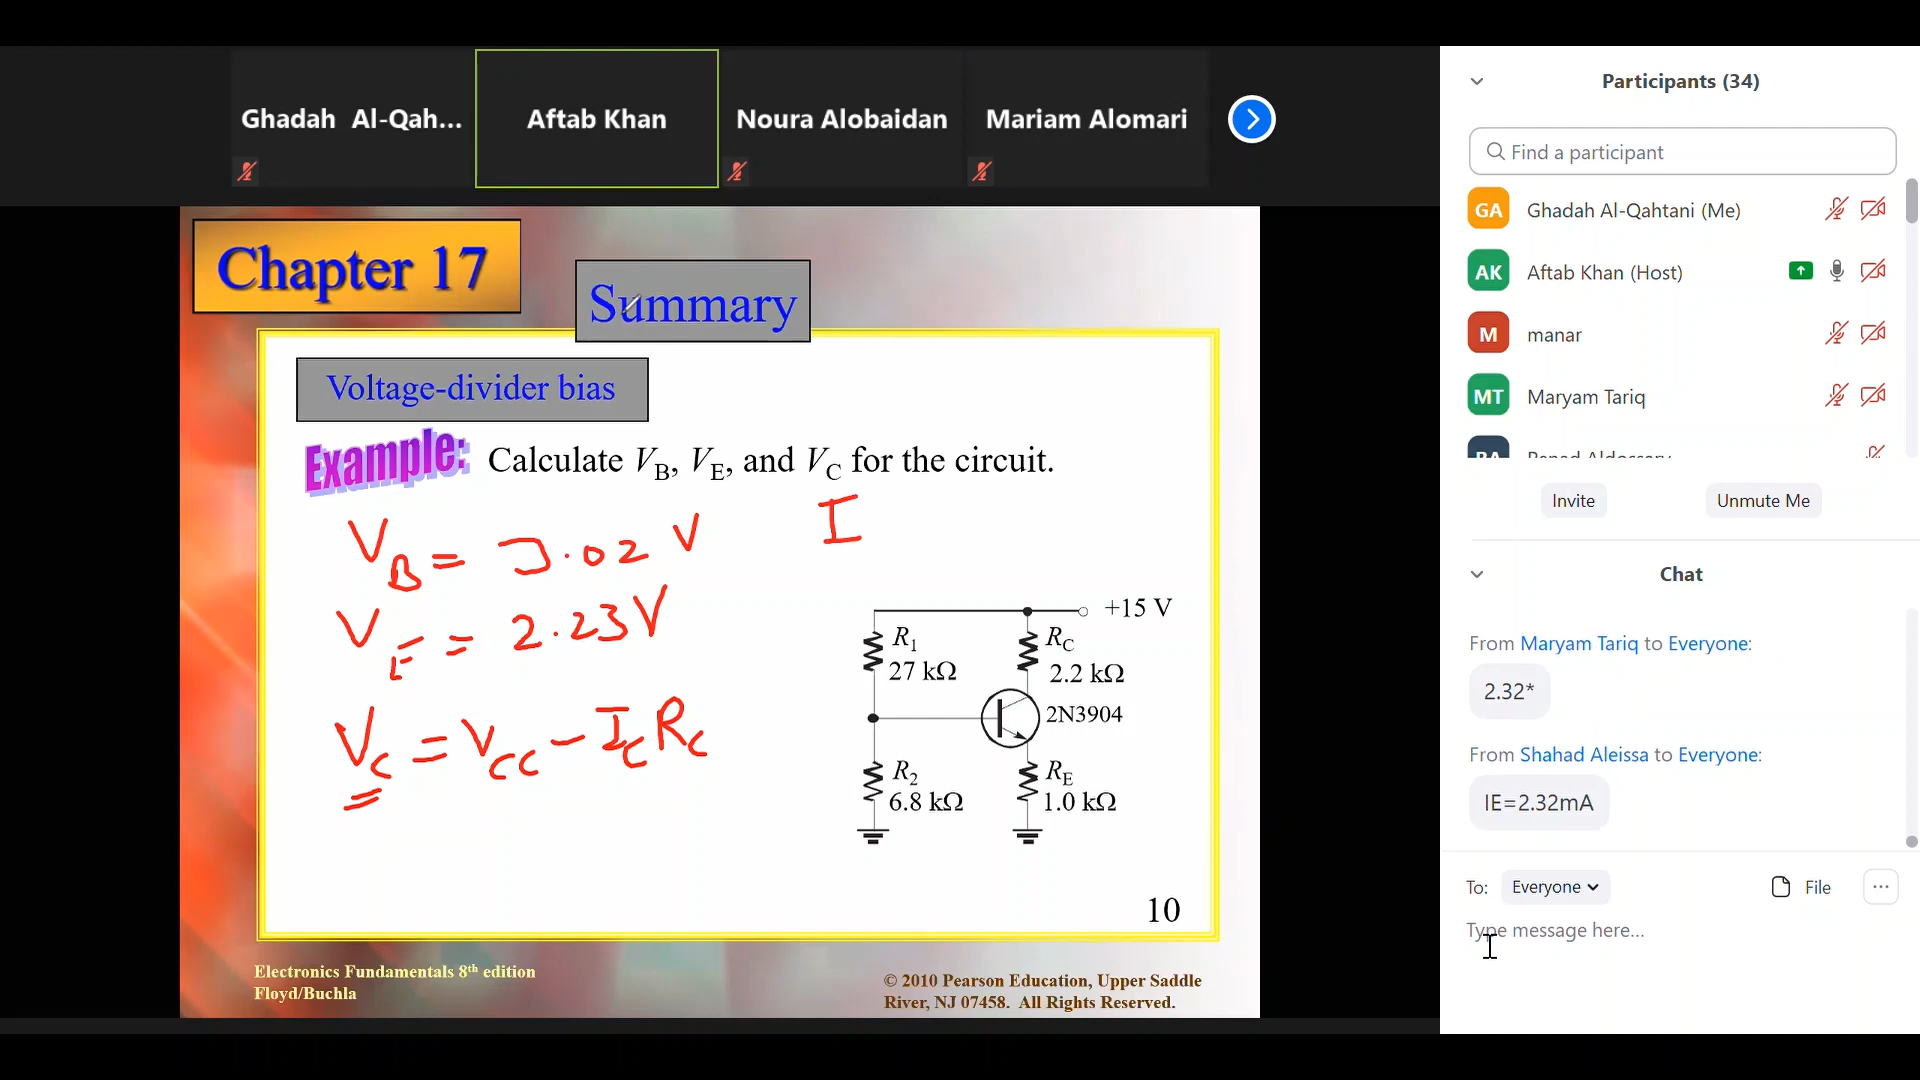 Ghadah Al-Qah...
Aftab Khan
Noura Alobaidan
Mariam Alomari
Chapter 17
Summary
Voltage-divider bias
Example: Calculate VB, VE, and VC for the circuit.
I
VB = 3.02 V
VE = 2.23V
VC = VCC - IC RC
+15 V
R1
27 kΩ
RC
2.2 kΩ
2N3904
R2
6.8 kΩ
RE
1.0 kΩ
10
Electronics Fundamentals 8th edition
Floyd/Buchla
© 2010 Pearson Education, Upper Saddle
River, NJ 07458. All Rights Reserved.
Participants (34)
Find a participant
GA Ghadah Al-Qahtani (Me)
AK Aftab Khan (Host)
M manar
MT Maryam Tariq
Invite
Unmute Me
Chat
From Maryam Tariq to Everyone:
2.32*
From Shahad Aleissa to Everyone:
IE=2.32mA
To: Everyone
File
Type message here...